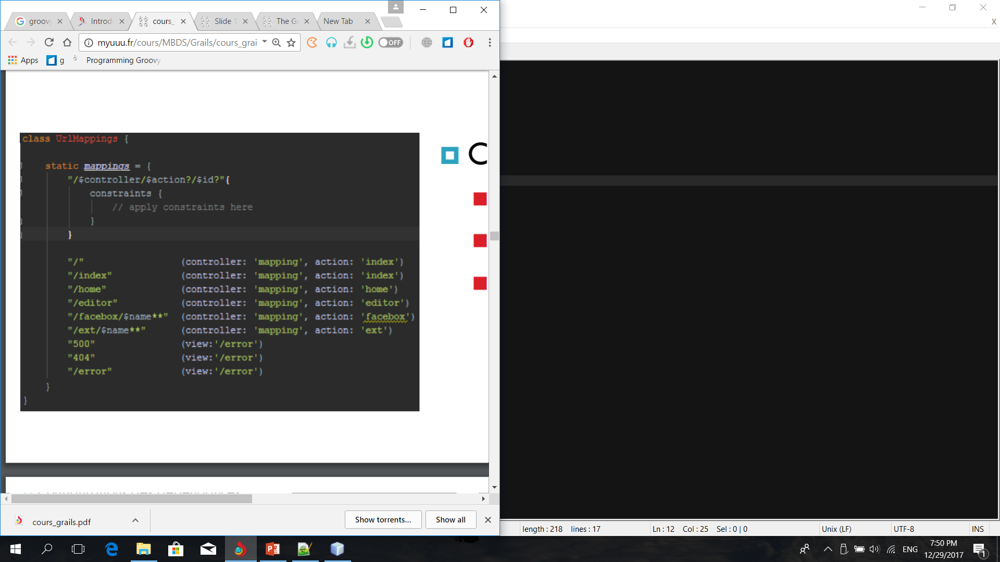 groov
Introd
cours_
Slide 1
The G
New Tab
myuuu.fr/cours/MBDS/Grails/cours_grai
OFF
Apps
g
Programming Groovy
X
class UrlMappings {
static mappings = {
"/$controller/$action?/$id?"{
constraints {
// apply constraints here
}
}
"/" (controller: 'mapping', action: 'index')
"/index" (controller: 'mapping', action: 'index')
"/home" (controller: 'mapping', action: 'home')
"/editor" (controller: 'mapping', action: 'editor')
"/facebox/$name**" (controller: 'mapping', action: 'facebox')
"/ext/$name**" (controller: 'mapping', action: 'ext')
"500" (view:'/error')
"404" (view:'/error')
"/error" (view:'/error')
}
}
C
cours_grails.pdf
Show torrents...
Show all
length : 218 lines : 17
Ln : 12 Col : 25 Sel : 0 | 0
Unix (LF)
UTF-8
INS
ENG
7:50 PM
12/29/2017
1